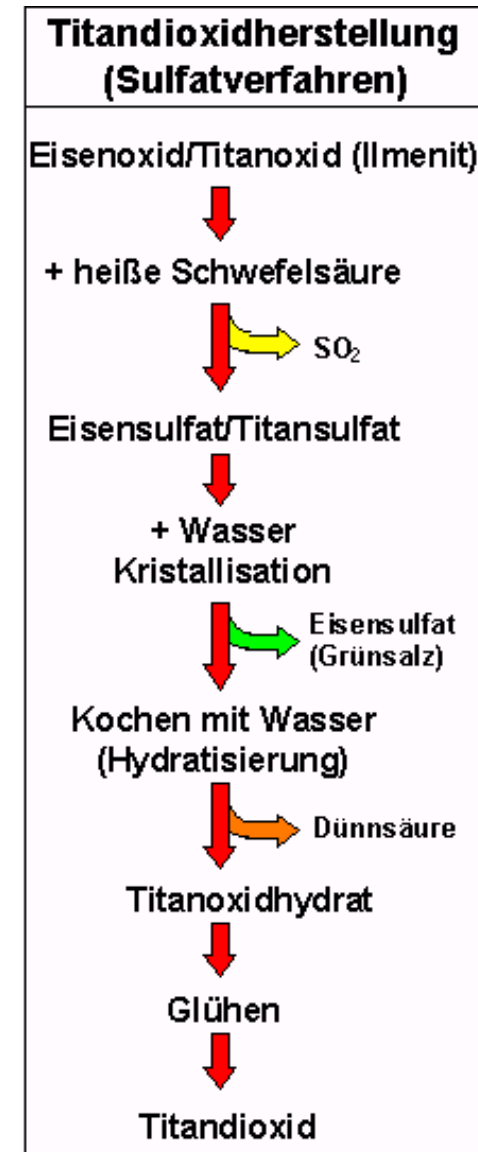 Titandioxidherstellung
(Sulfatverfahren)
Eisenoxid/Titanoxid (Ilmenit)
+ heiße Schwefelsäure
SO₂
Eisensulfat/Titansulfat
+ Wasser
Kristallisation
Eisensulfat
(Grünsalz)
Kochen mit Wasser
(Hydratisierung)
Dünnsäure
Titanoxidhydrat
Glühen
Titandioxid